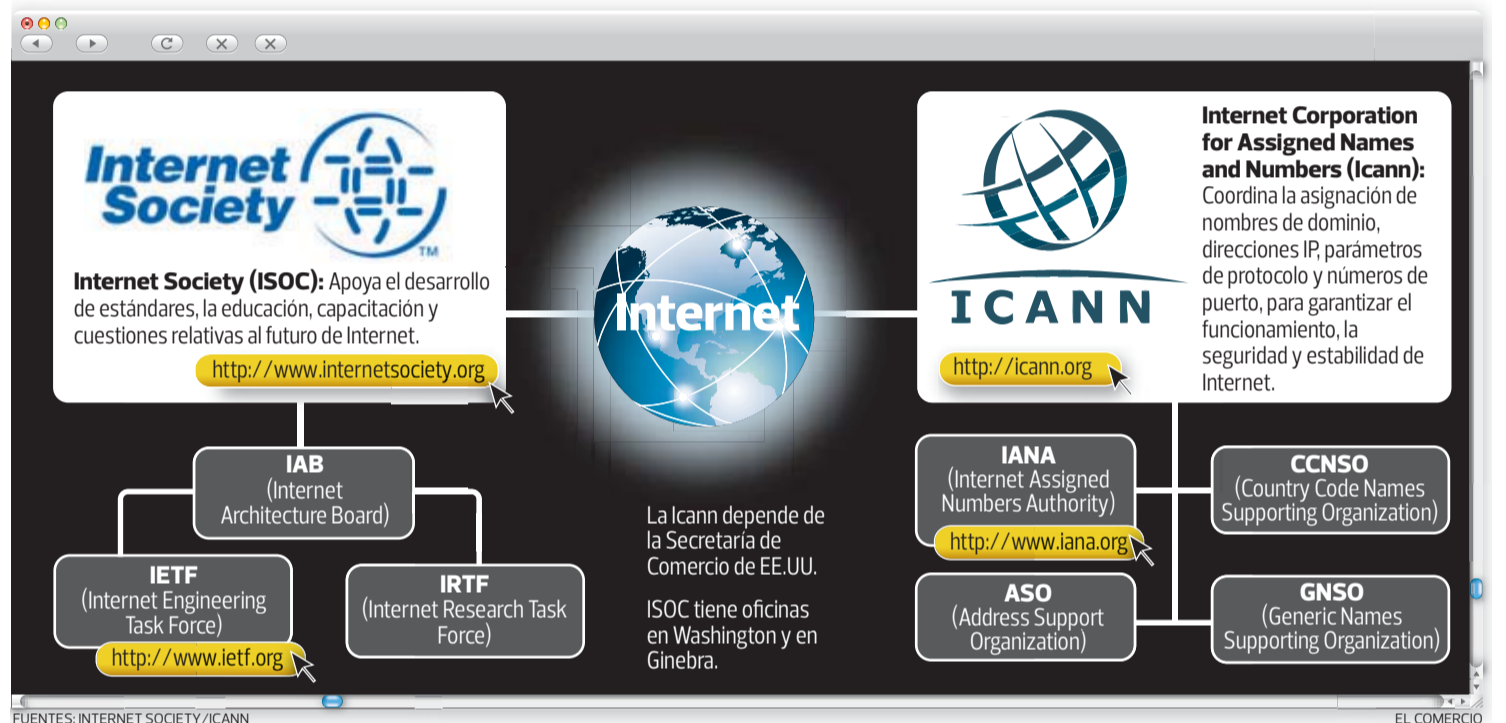 Internet
Society
TM
Internet Society (ISOC): Apoya el desarrollo
de estándares, la educación, capacitación y
cuestiones relativas al futuro de Internet.
http://www.internetsociety.org
IAB
(Internet
Architecture Board)
IETF
(Internet Engineering
Task Force)
http://www.ietf.org
IRTF
(Internet Research Task
Force)
Internet
La Icann depende de
la Secretaría de
Comercio de EE.UU.
ISOC tiene oficinas
en Washington y en
Ginebra.
ICANN
http://icann.org
Internet Corporation
for Assigned Names
and Numbers (Icann):
Coordina la asignación de
nombres de dominio,
direcciones IP, parámetros
de protocolo y números de
puerto, para garantizar el
funcionamiento, la
seguridad y estabilidad de
Internet.
IANA
(Internet Assigned
Numbers Authority)
http://www.iana.org
CCNSO
(Country Code Names
Supporting Organization)
ASO
(Address Support
Organization)
GNSO
(Generic Names
Supporting Organization)
FUENTES: INTERNET SOCIETY/ICANN
EL COMERCIO